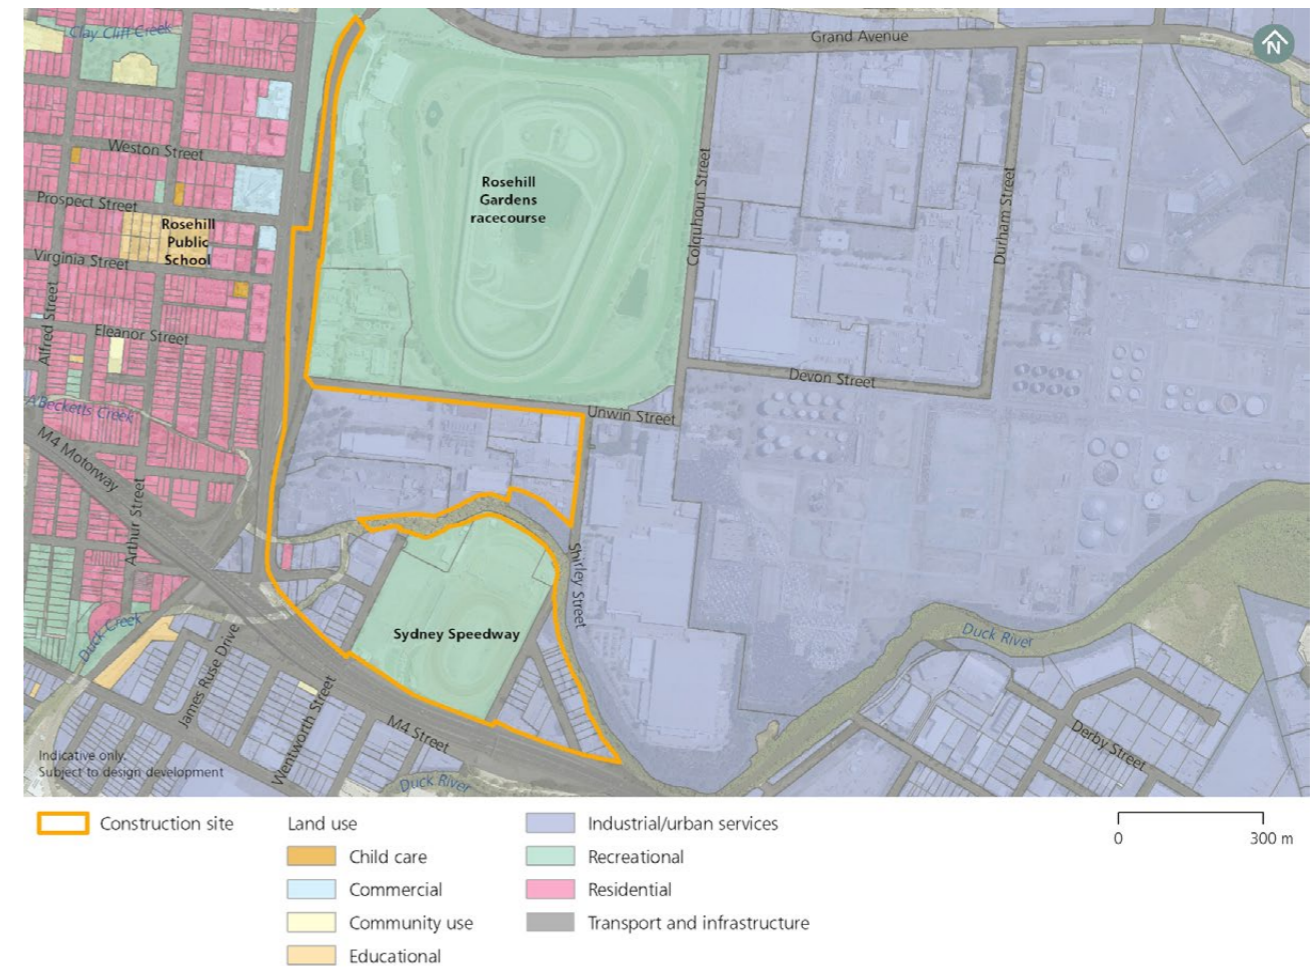 Clay Cliff Creek
Grand Avenue
N
Weston Street
Prospect Street
Rosehill
Public
School
Virginia Street
Rosehill
Gardens
racecourse
Colquhoun Street
Durham Street
Alfred Street
Eleanor Street
A'Becketts Creek
Devon Street
Unwin Street
M4 Motorway
Arthur Street
Shirley Street
Duck Creek
Sydney Speedway
James Ruse Drive
Duck River
Wentworth Street
M4 Street
Derby Street
Indicative only.
Subject to design development
Duck River
Construction site
Land use
Child care
Commercial
Community use
Educational
Industrial/urban services
Recreational
Residential
Transport and infrastructure
0
300 m